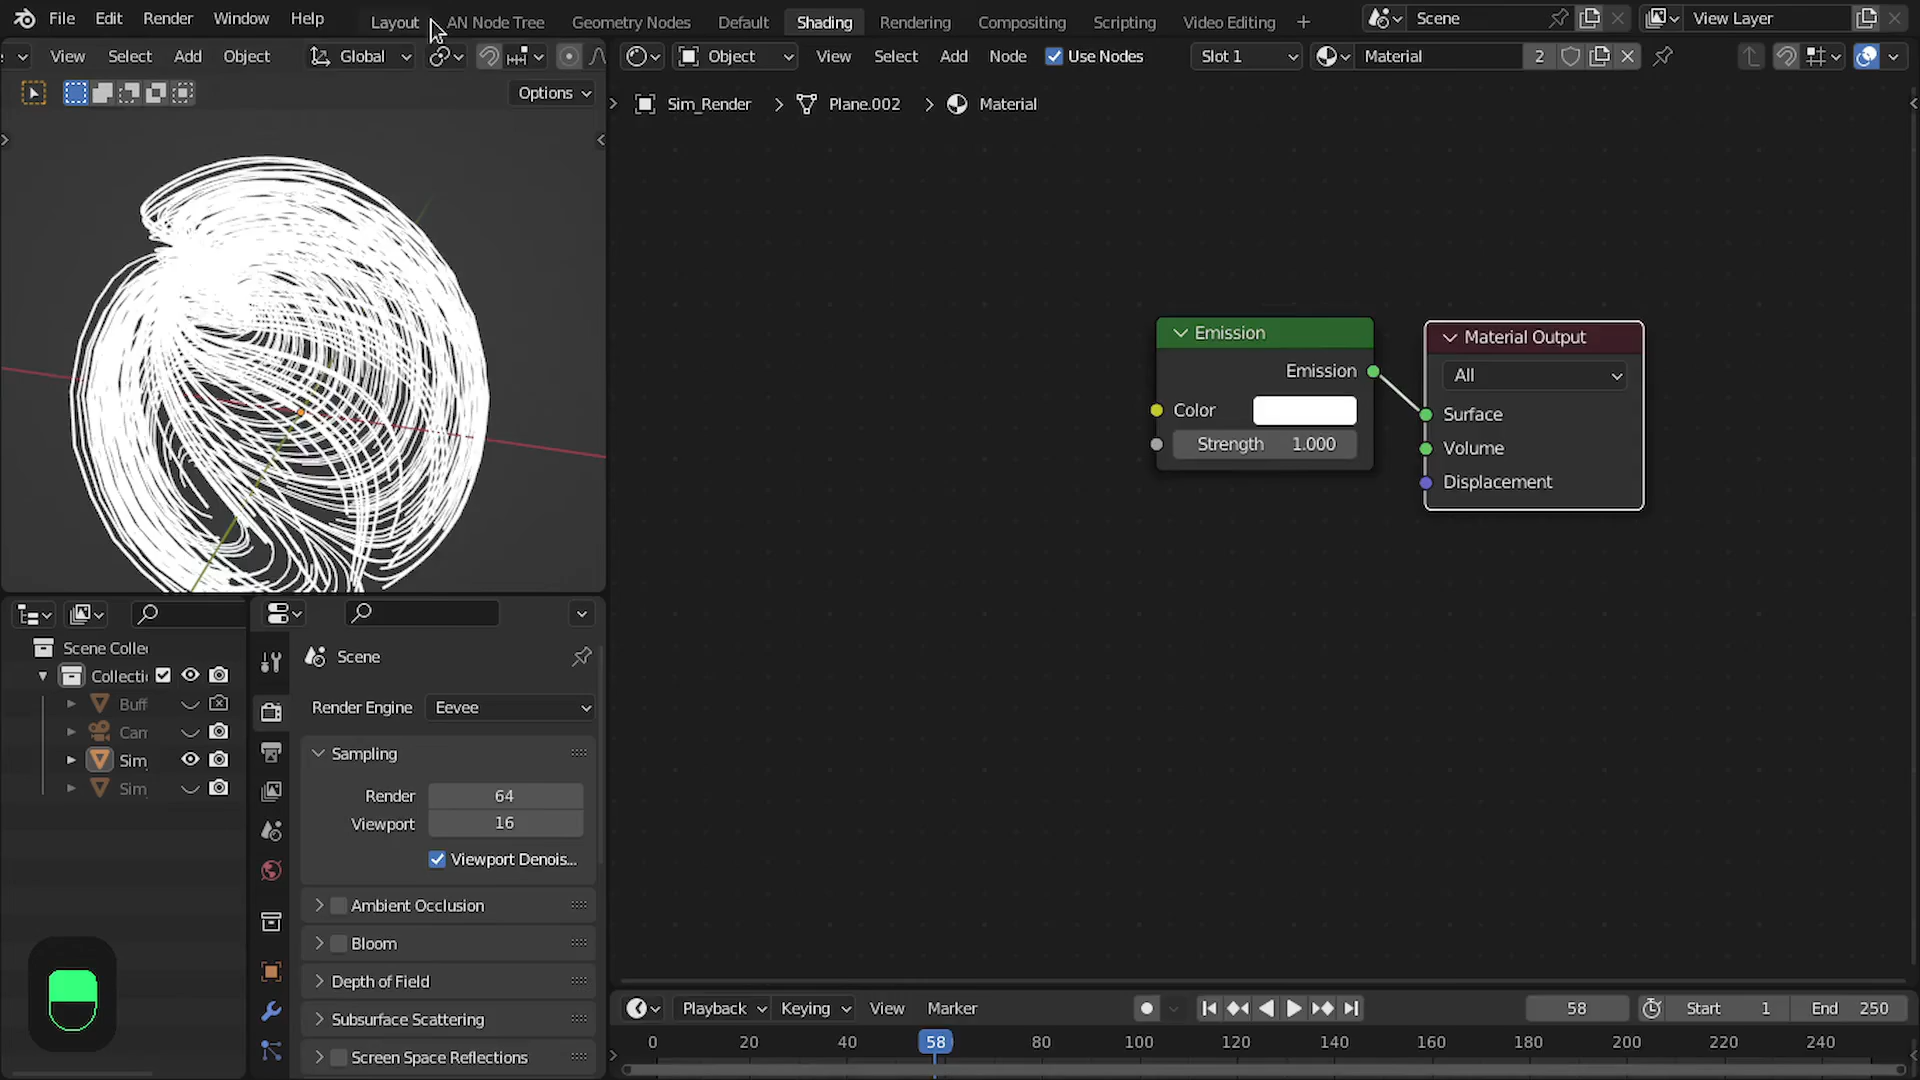 File Edit Render Window Help Layout AN Node Tree Geometry Nodes Default Shading Rendering Compositing Scripting Video Editing + Scene View Layer
View Select Add Object Global Object View Select Add Node Use Nodes Slot 1 Material 2
Options
Sim_Render > Plane.002 > Material
Emission
Emission
Color
Strength 1.000
Material Output
All
Surface
Volume
Displacement
Scene Colle
Collecti
Buff
Cam
Sim_
Sim_
Scene
Render Engine Eevee
Sampling
Render 64
Viewport 16
Viewport Denois...
Ambient Occlusion
Bloom
Depth of Field
Subsurface Scattering
Screen Space Reflections
Playback Keying View Marker 58 Start 1 End 250
0 20 40 58 80 100 120 140 160 180 200 220 240